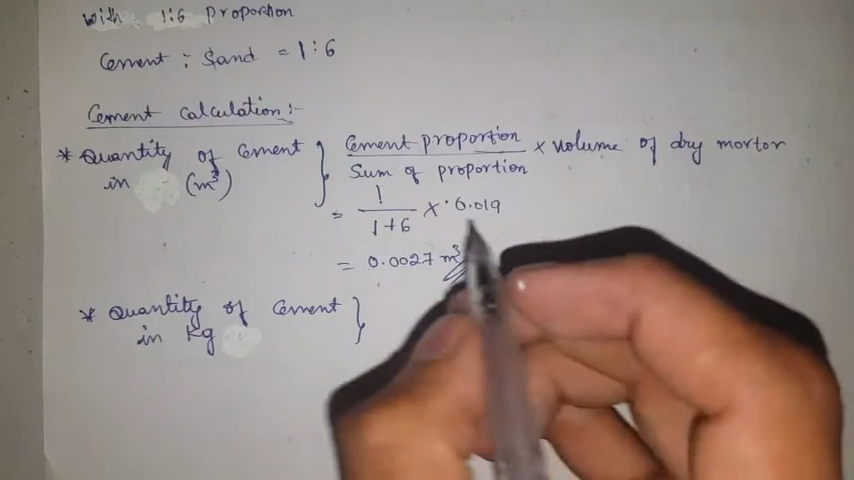 With 1:6 Proportion
Cement : Sand = 1:6
Cement calculation:-
* Quantity of Cement in (m³) } Cement proportion / Sum of proportion × volume of dry mortor
= 1 / 1+6 × 0.019
= 0.0027 m³
* Quantity of Cement in Kg }